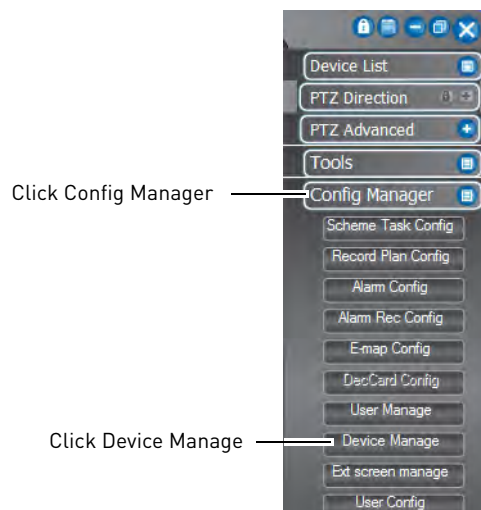 Device List
PTZ Direction
PTZ Advanced
Tools
Click Config Manager
Config Manager
Scheme Task Config
Record Plan Config
Alarm Config
Alarm Rec Config
E-map Config
DecCard Config
User Manage
Click Device Manage
Device Manage
Ext screen manage
User Config